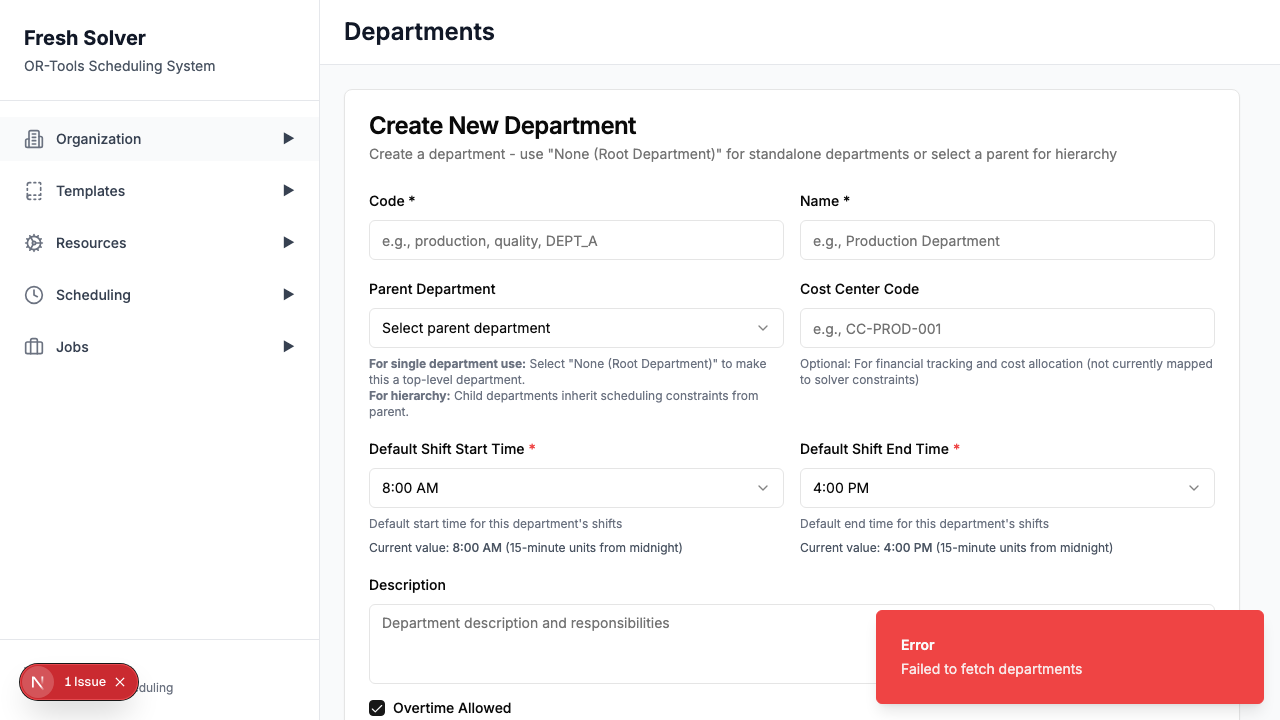 Fresh Solver
OR-Tools Scheduling System
Organization
Templates
Resources
Scheduling
Jobs
1 Issue
duling
Departments
Create New Department
Create a department - use "None (Root Department)" for standalone departments or select a parent for hierarchy
Code *
Name *
e.g., production, quality, DEPT_A
e.g., Production Department
Parent Department
Cost Center Code
Select parent department
e.g., CC-PROD-001
For single department use: Select "None (Root Department)" to make
this a top-level department.
For hierarchy: Child departments inherit scheduling constraints from
parent.
Optional: For financial tracking and cost allocation (not currently mapped
to solver constraints)
Default Shift Start Time *
Default Shift End Time *
8:00 AM
4:00 PM
Default start time for this department's shifts
Default end time for this department's shifts
Current value: 8:00 AM (15-minute units from midnight)
Current value: 4:00 PM (15-minute units from midnight)
Description
Department description and responsibilities
Overtime Allowed
Error
Failed to fetch departments